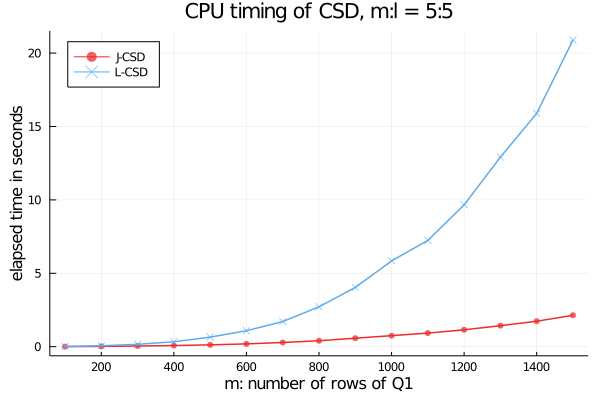 CPU timing of CSD, m:l = 5:5
J-CSD
L-CSD
elapsed time in seconds
20
15
10
5
0
200 400 600 800 1000 1200 1400
m: number of rows of Q1